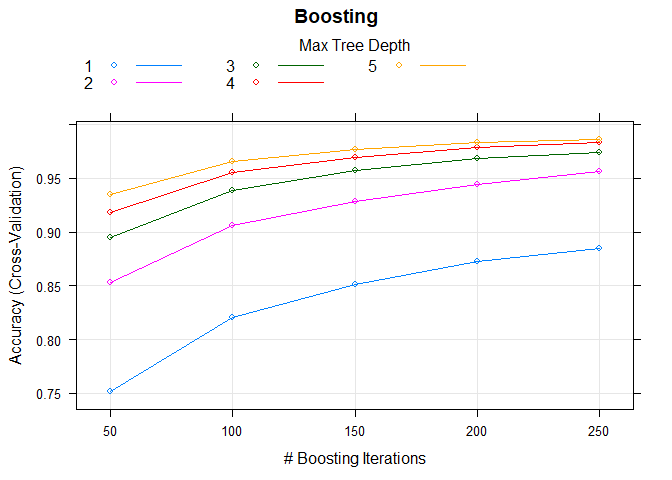 Boosting
Max Tree Depth
1 3 5
2 4
Accuracy (Cross-Validation)
0.95
0.90
0.85
0.80
0.75
50 100 150 200 250
# Boosting Iterations